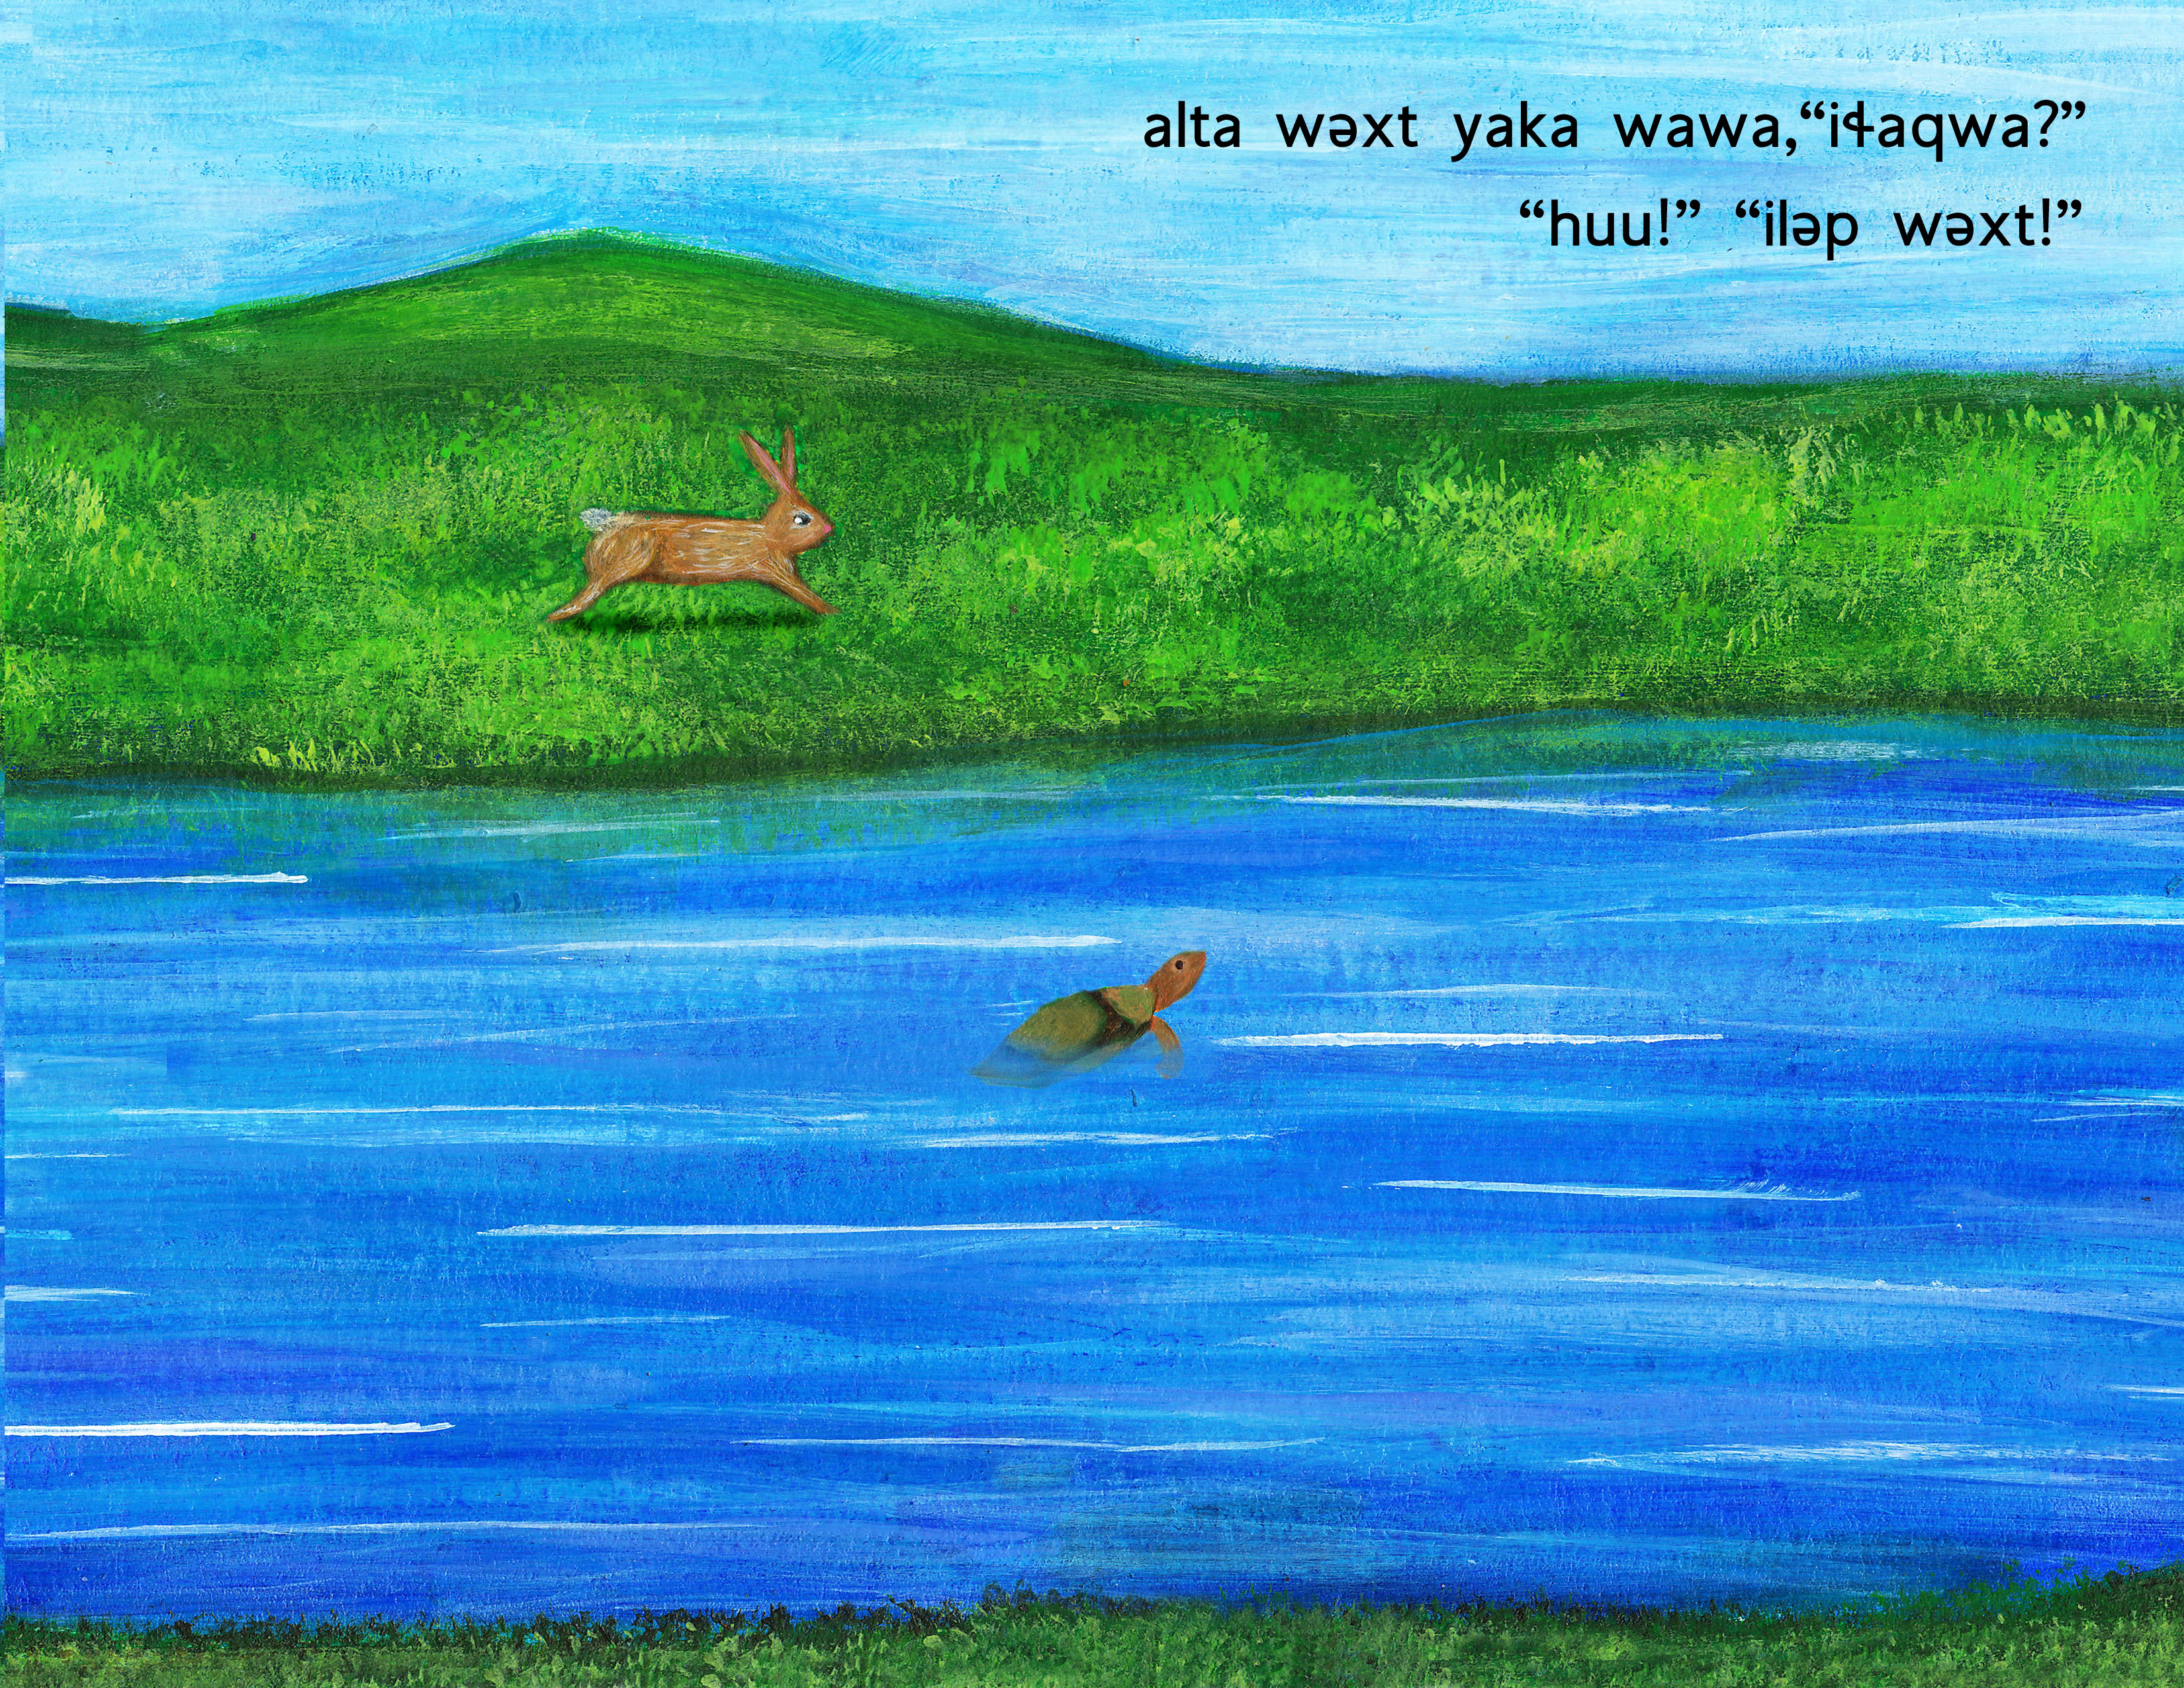 alta wəxt yaka wawa,“iɬaqwa?”
“huu!” “iləp wəxt!”